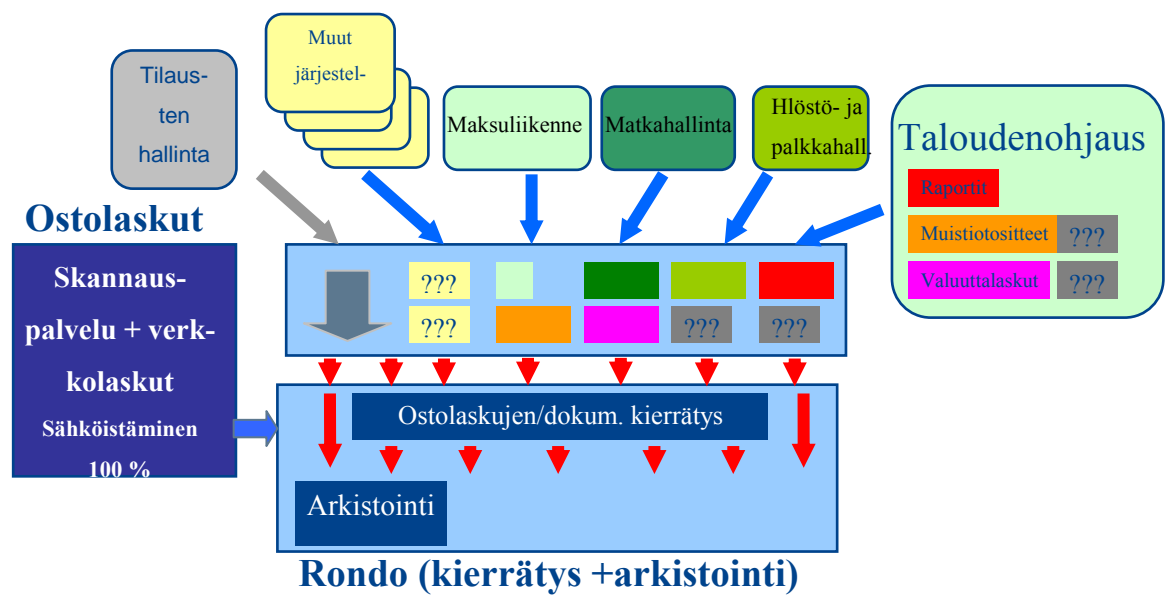 Muut
järjestel-
Tilaus-
ten
hallinta
Maksuliikenne
Matkahallinta
Hlöstö- ja
palkkahall.
Taloudenohjaus
Raportit
Muistiotositteet
???
Valuuttalaskut
???
Ostolaskut
Skannaus-
palvelu + verk-
kolaskut
Sähköistäminen
100 %
???
???
???
???
Ostolaskujen/dokum. kierrätys
Arkistointi
Rondo (kierrätys +arkistointi)